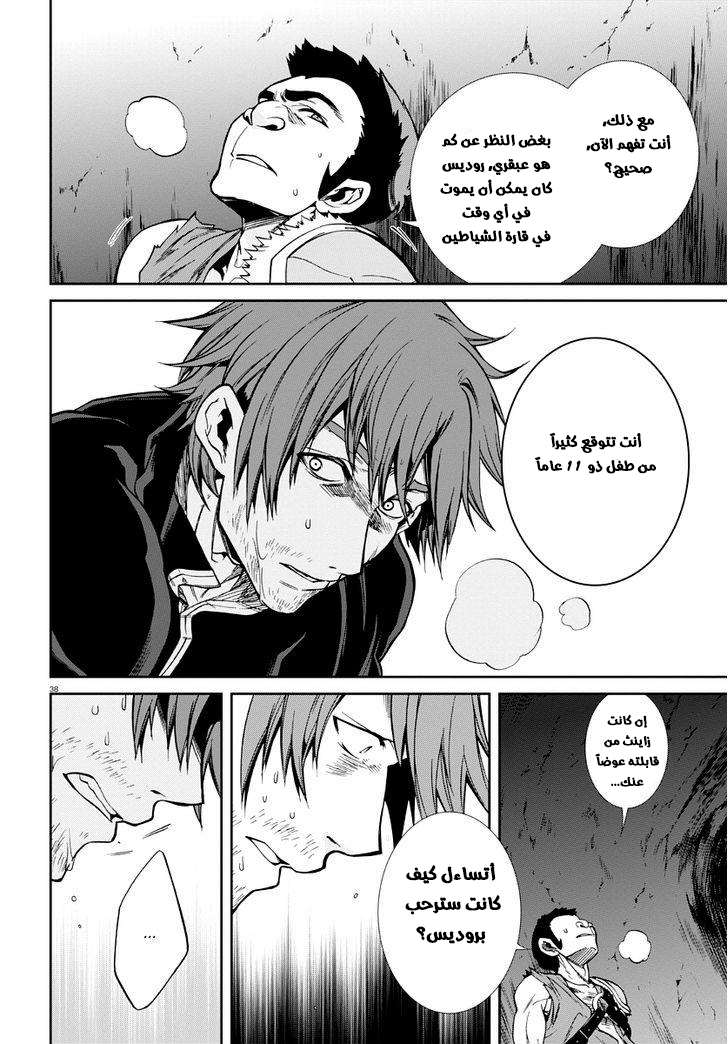 مع ذلك،
أنت تفهم الآن،
صحيح؟
بغض النظر عن كم
هو عبقري، روديس
كان يمكن أن يموت
في أي وقت
في قارة الشياطين
أنت تتوقع كثيراً
من طفل ذو 11 عاماً
38
إن كانت
زاينث من
قابلته عوضاً
عنك...
أتساءل كيف
كانت سترحب
بروديس؟
...